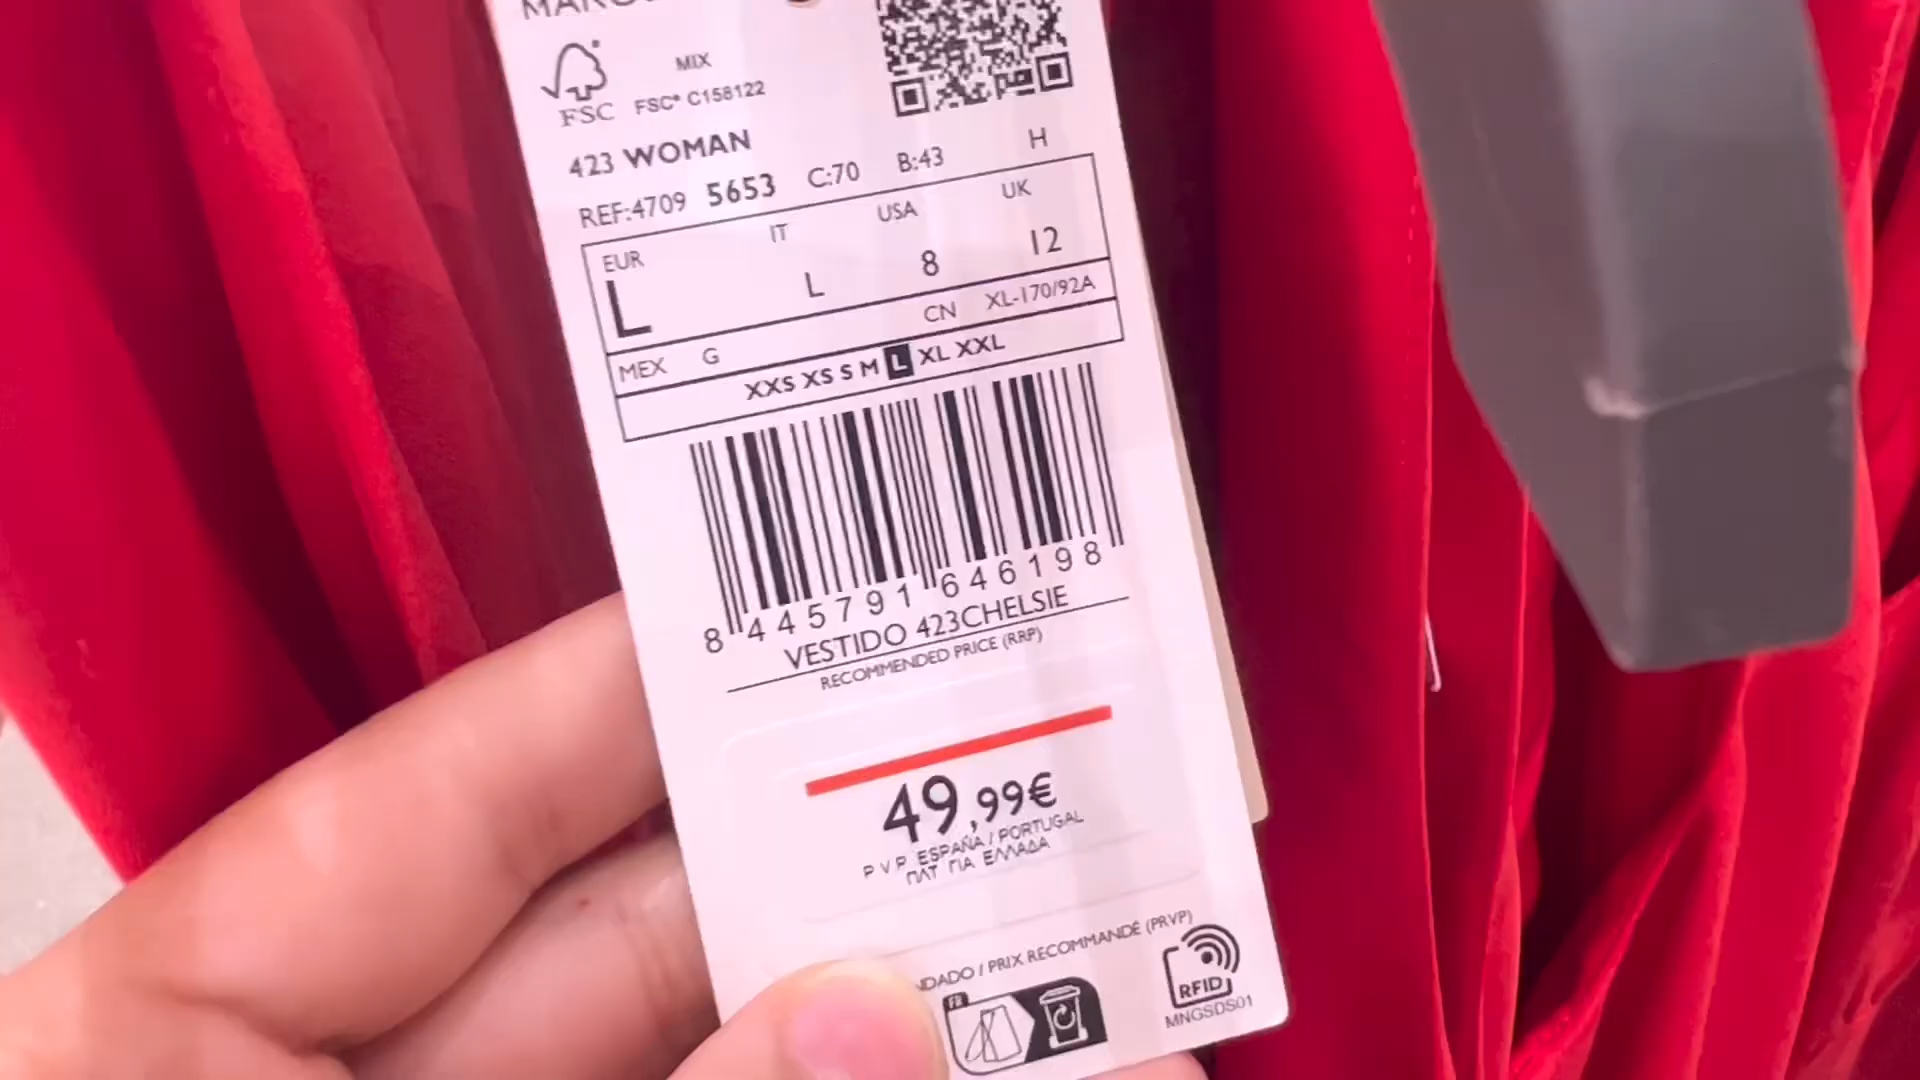 MIX
FSC
FSC® C158122
423 WOMAN
REF:4709 5653 C:70 B:43 H
EUR IT USA UK
L L 8 12
MEX G CN XL-170/92A
XXS XS S M L XL XXL
8 445791 646198
VESTIDO 423CHELSIE
RECOMMENDED PRICE (RRP)
49,99€
P V P ESPAÑA / PORTUGAL
ΠΛΤ ΓΙΑ ΕΛΛΑΔΑ
/ PRIX RECOMMANDÉ (PRVP)
FR
RFID
MNGSDS01